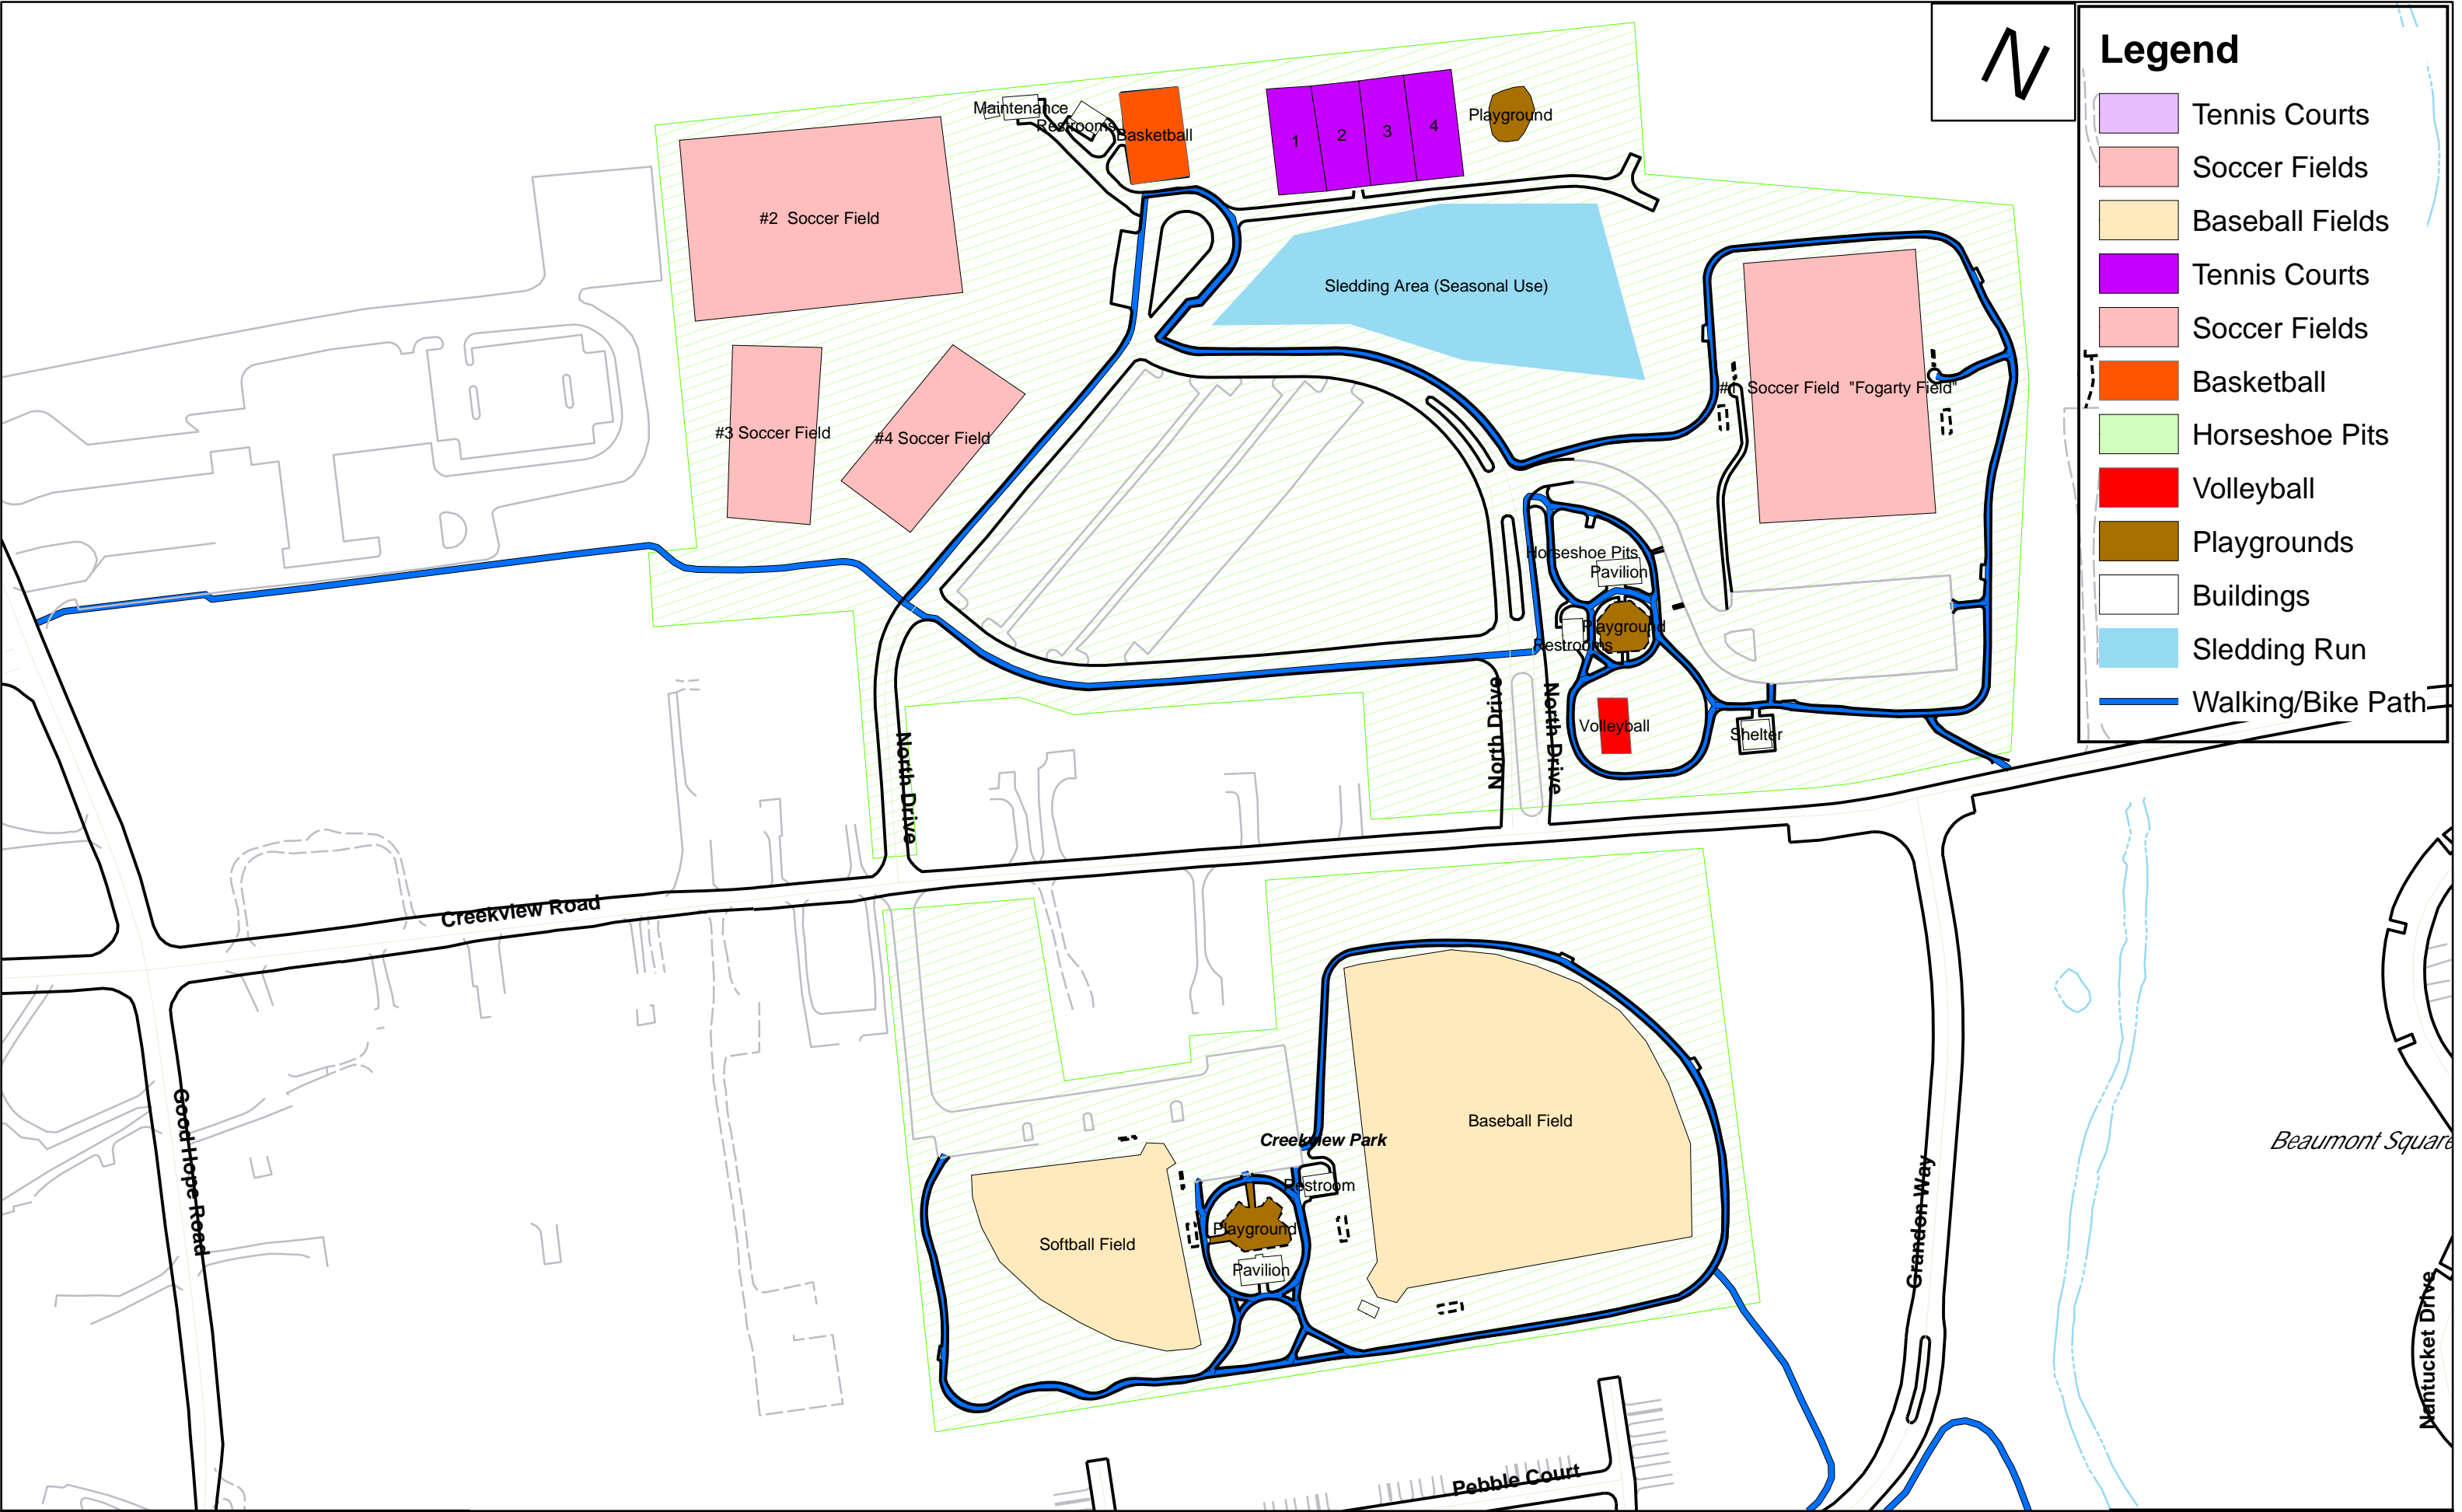 N
Legend
Tennis Courts
Soccer Fields
Baseball Fields
Tennis Courts
Soccer Fields
Basketball
Horseshoe Pits
Volleyball
Playgrounds
Buildings
Sledding Run
Walking/Bike Path
Maintenance
Restrooms
Basketball
1
2
3
4
Playground
#2 Soccer Field
Sledding Area (Seasonal Use)
#1 Soccer Field "Fogarty Field"
#3 Soccer Field
#4 Soccer Field
Horseshoe Pits
Pavilion
Playground
Restrooms
Volleyball
Shelter
North Drive
North Drive
North Drive
Creekview Road
Good Hope Road
Creekview Park
Baseball Field
Restroom
Softball Field
Playground
Pavilion
Grandon Way
Beaumont Square
Nantucket Drive
Pebble Court